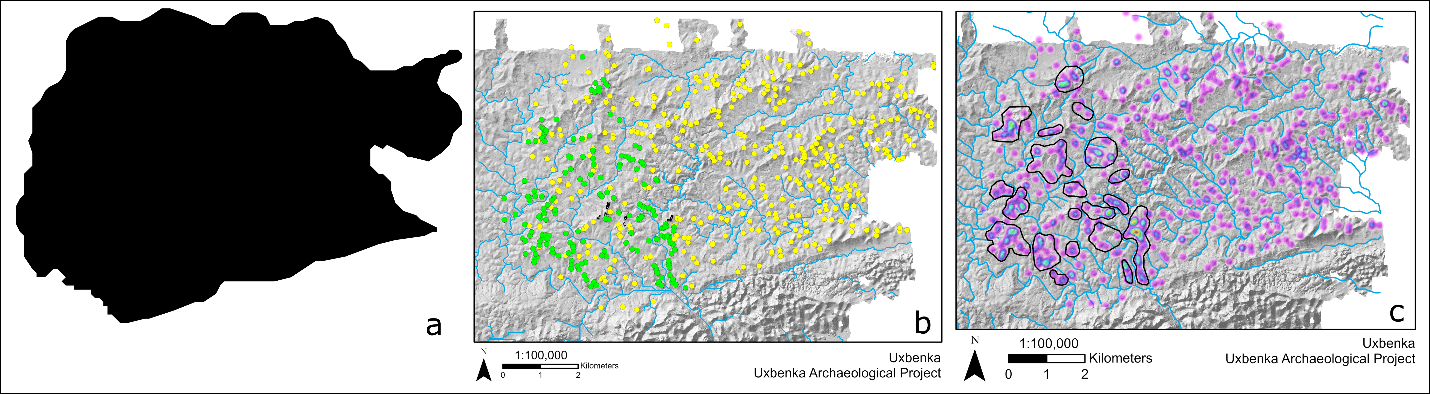 a
b
N
1:100,000
Kilometers
0 1 2
Uxbenka
Uxbenka Archaeological Project
c
N
1:100,000
Kilometers
0 1 2
Uxbenka
Uxbenka Archaeological Project